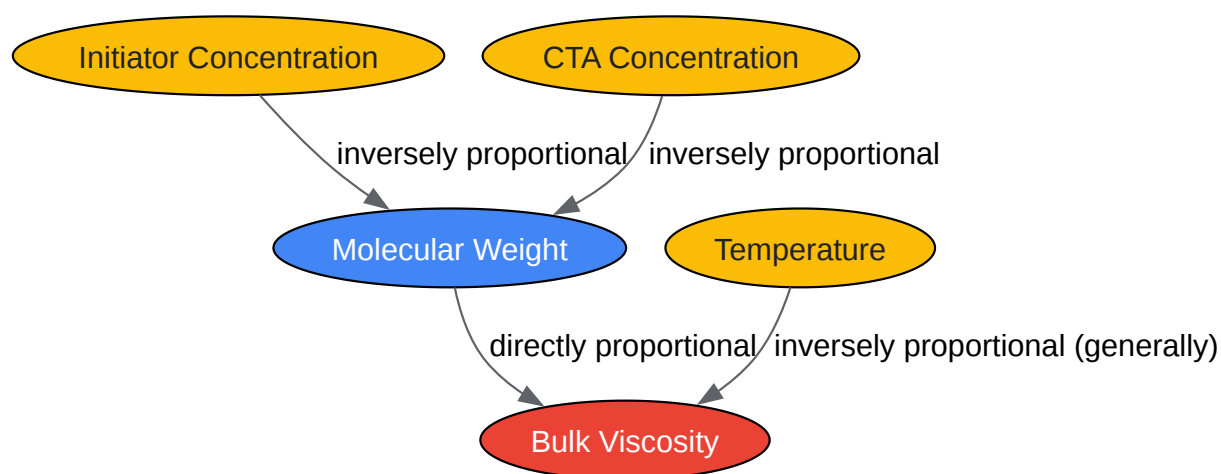 Initiator Concentration
CTA Concentration
inversely proportional
inversely proportional
Molecular Weight
Temperature
directly proportional
inversely proportional (generally)
Bulk Viscosity